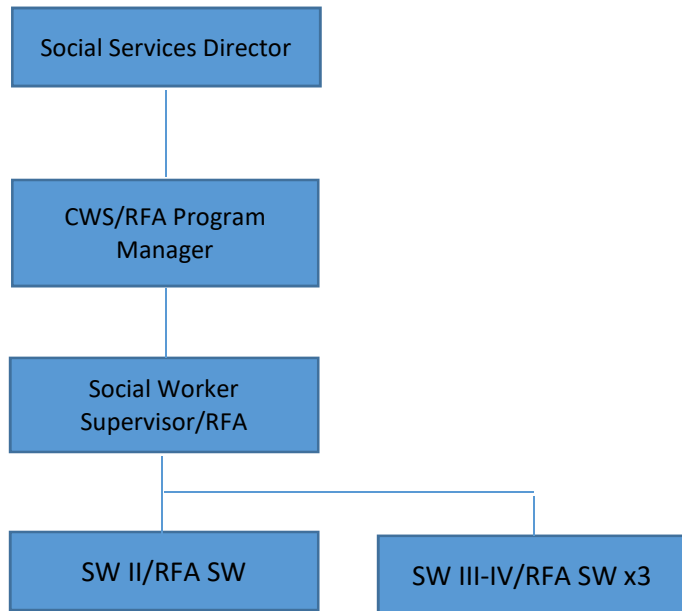 Social Services Director
CWS/RFA Program
Manager
Social Worker
Supervisor/RFA
SW II/RFA SW
SW III-IV/RFA SW x3